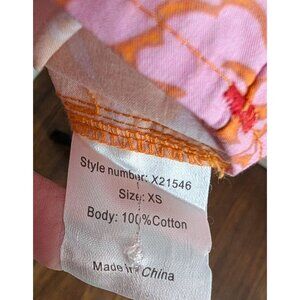 Style number: X21546
Size: XS
Body: 100%Cotton
Made in China